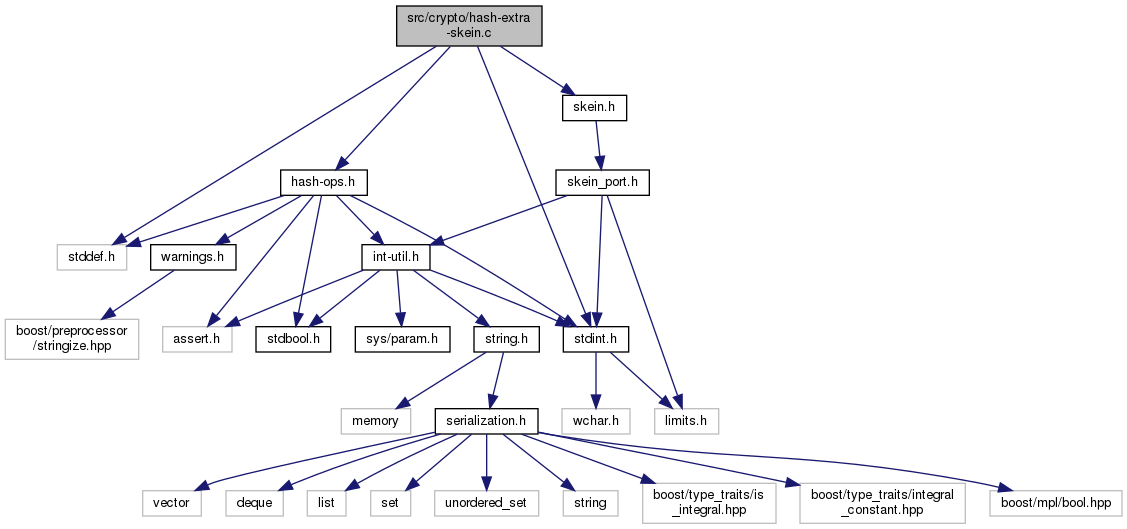 src/crypto/hash-extra
-skein.c
skein.h
hash-ops.h
skein_port.h
stddef.h
warnings.h
int-util.h
boost/preprocessor
/stringize.hpp
assert.h
stdbool.h
sys/param.h
string.h
stdint.h
memory
serialization.h
wchar.h
limits.h
vector
deque
list
set
unordered_set
string
boost/type_traits/is
_integral.hpp
boost/type_traits/integral
_constant.hpp
boost/mpl/bool.hpp